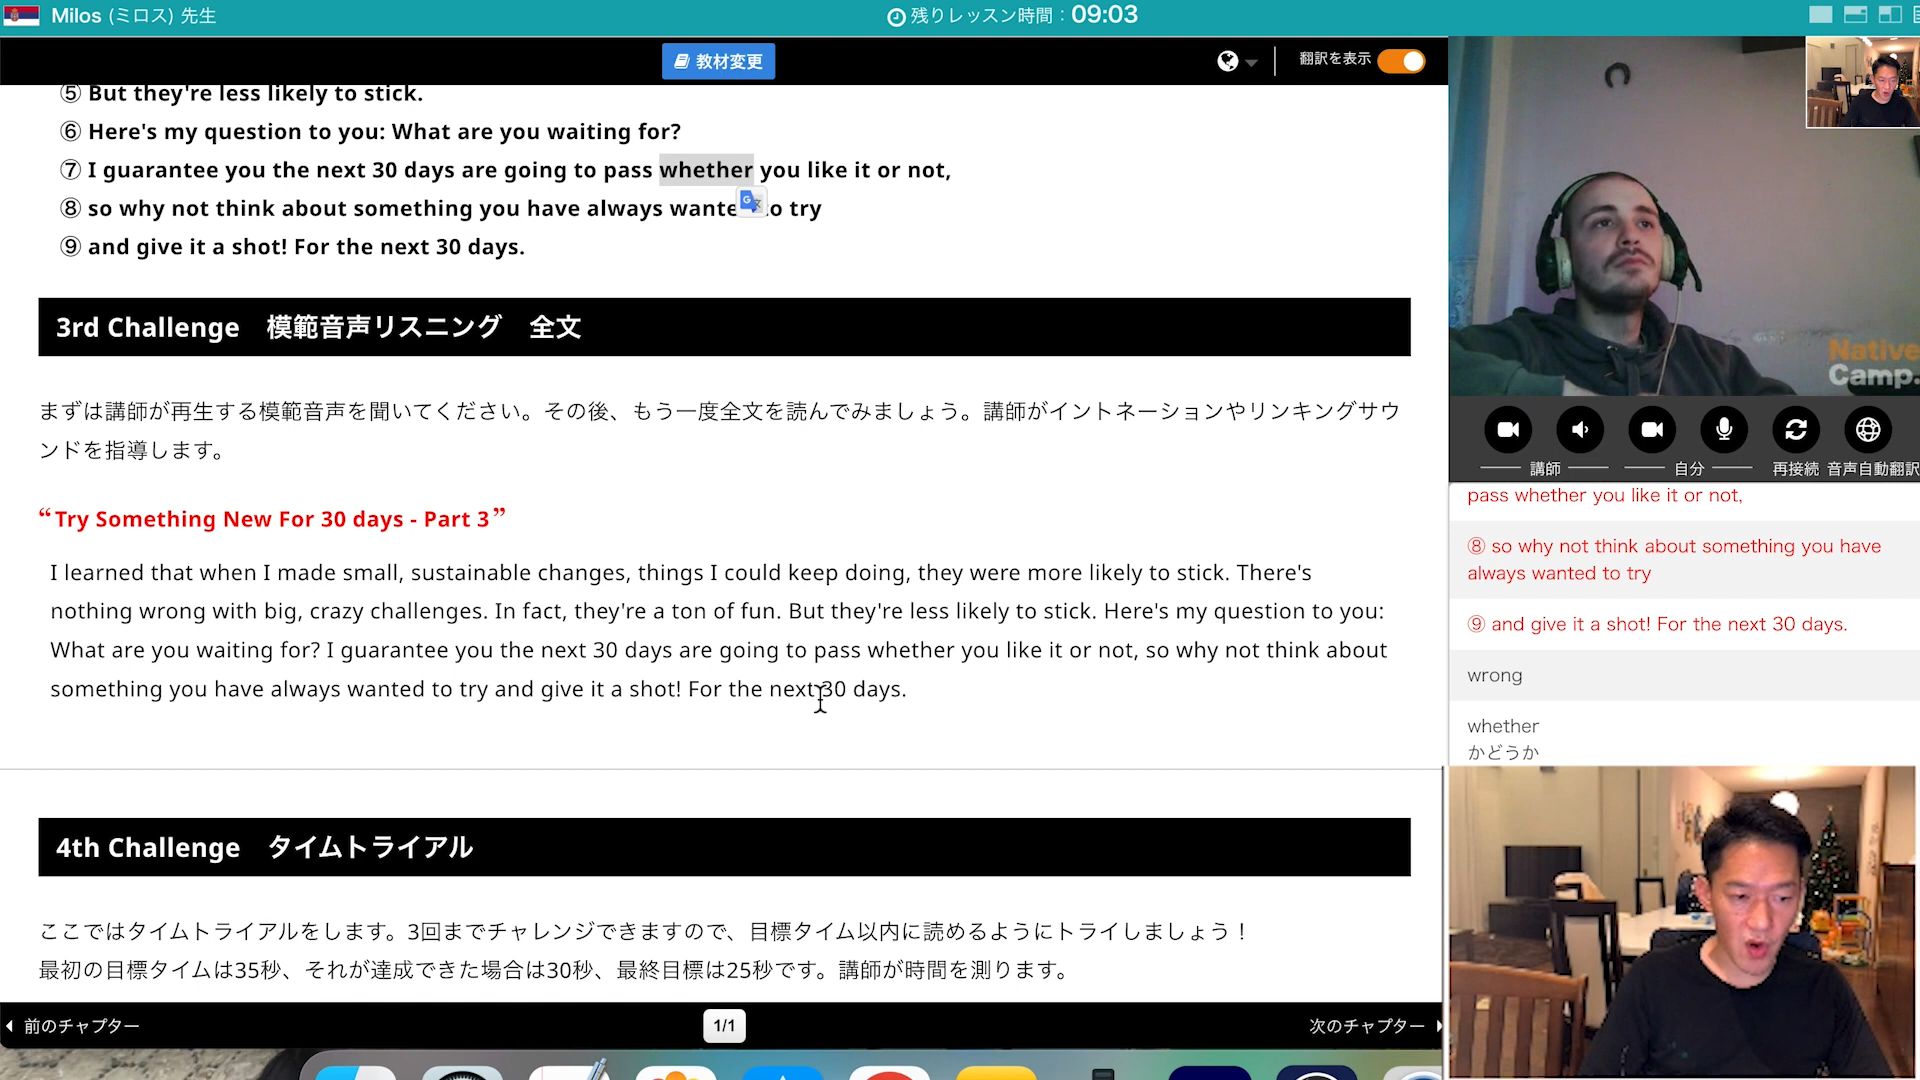 Milos (ミロス) 先生
残りレッスン時間：09:03
教材変更
翻訳を表示
⑤ But they're less likely to stick.
⑥ Here's my question to you: What are you waiting for?
⑦ I guarantee you the next 30 days are going to pass whether you like it or not,
⑧ so why not think about something you have always wante o try
⑨ and give it a shot! For the next 30 days.
3rd Challenge 模範音声リスニング 全文
まずは講師が再生する模範音声を聞いてください。その後、もう一度全文を読んでみましょう。講師がイントネーションやリンキングサウ
ンドを指導します。
“Try Something New For 30 days - Part 3”
I learned that when I made small, sustainable changes, things I could keep doing, they were more likely to stick. There's
nothing wrong with big, crazy challenges. In fact, they're a ton of fun. But they're less likely to stick. Here's my question to you:
What are you waiting for? I guarantee you the next 30 days are going to pass whether you like it or not, so why not think about
something you have always wanted to try and give it a shot! For the next 30 days.
4th Challenge タイムトライアル
ここではタイムトライアルをします。3回までチャレンジできますので、目標タイム以内に読めるようにトライしましょう！
最初の目標タイムは35秒、それが達成できた場合は30秒、最終目標は25秒です。講師が時間を測ります。
前のチャプター
1/1
次のチャプター
Native
Camp.
講師
自分
再接続
音声自動翻訳
pass whether you like it or not,
⑧ so why not think about something you have
always wanted to try
⑨ and give it a shot! For the next 30 days.
wrong
whether
かどうか